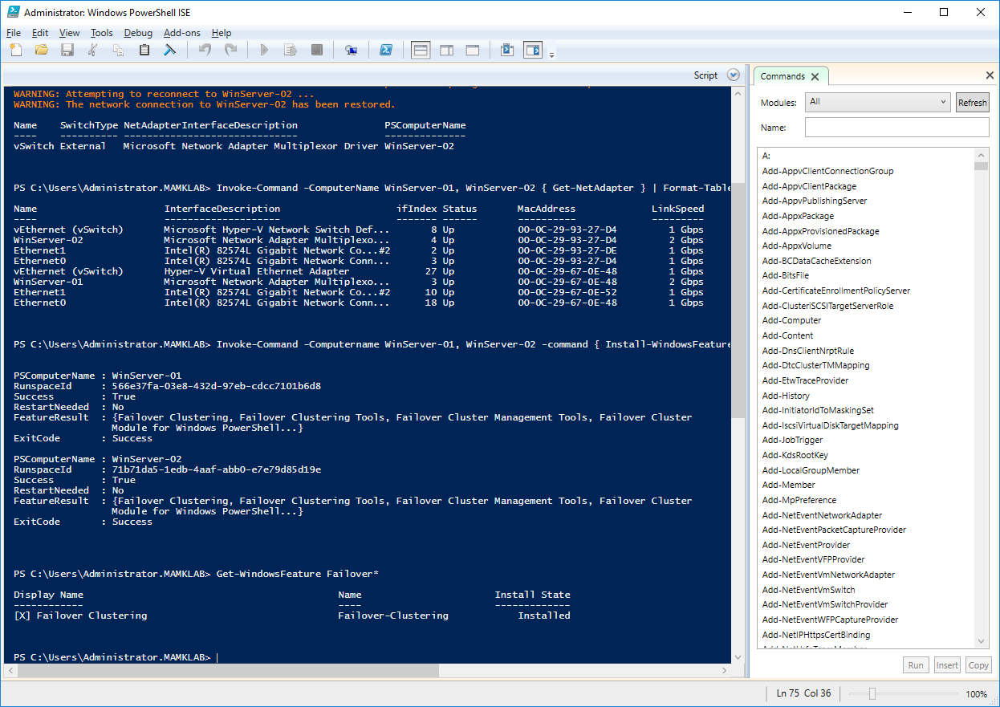 Administrator: Windows PowerShell ISE
File Edit View Tools Debug Add-ons Help
Script
WARNING: Attempting to reconnect to WinServer-02 ...
WARNING: The network connection to WinServer-02 has been restored.
Name SwitchType NetAdapterInterfaceDescription PSComputerName
---- ---------- ------------------------------ --------------
vSwitch External Microsoft Network Adapter Multiplexor Driver WinServer-02
PS C:\Users\Administrator.MAMKLAB> Invoke-Command -ComputerName WinServer-01, WinServer-02 { Get-NetAdapter } | Format-Table
Name InterfaceDescription ifIndex Status MacAddress LinkSpeed
---- -------------------- ------- ------ ---------- ---------
vEthernet (vSwitch) Microsoft Hyper-V Network Switch Def... 8 Up 00-0C-29-93-27-D4 1 Gbps
WinServer-02 Microsoft Network Adapter Multiplexo... 4 Up 00-0C-29-93-27-D4 2 Gbps
Ethernet1 Intel(R) 82574L Gigabit Network Co...#2 2 Up 00-0C-29-93-27-DE 1 Gbps
Ethernet0 Intel(R) 82574L Gigabit Network Conn... 3 Up 00-0C-29-93-27-D4 1 Gbps
vEthernet (vSwitch) Hyper-V Virtual Ethernet Adapter 27 Up 00-0C-29-67-0E-48 1 Gbps
WinServer-01 Microsoft Network Adapter Multiplexo... 3 Up 00-0C-29-67-0E-48 2 Gbps
Ethernet1 Intel(R) 82574L Gigabit Network Co...#2 10 Up 00-0C-29-67-0E-52 1 Gbps
Ethernet0 Intel(R) 82574L Gigabit Network Conn... 18 Up 00-0C-29-67-0E-48 1 Gbps
PS C:\Users\Administrator.MAMKLAB> Invoke-Command -Computername WinServer-01, WinServer-02 -command { Install-WindowsFeature
PSComputerName : WinServer-01
RunspaceId : 566e37fa-03e8-432d-97eb-cdcc7101b6d8
Success : True
RestartNeeded : No
FeatureResult : {Failover Clustering, Failover Clustering Tools, Failover Cluster Management Tools, Failover Cluster
Module for Windows PowerShell...}
ExitCode : Success
PSComputerName : WinServer-02
RunspaceId : 71b71da5-1edb-4aaf-abb0-e7e79d85d19e
Success : True
RestartNeeded : No
FeatureResult : {Failover Clustering, Failover Clustering Tools, Failover Cluster Management Tools, Failover Cluster
Module for Windows PowerShell...}
ExitCode : Success
PS C:\Users\Administrator.MAMKLAB> Get-WindowsFeature Failover*
Display Name Name Install State
------------ ---- -------------
[X] Failover Clustering Failover-Clustering Installed
PS C:\Users\Administrator.MAMKLAB>
Commands
Modules: All Refresh
Name:
A:
Add-AppvClientConnectionGroup
Add-AppvClientPackage
Add-AppvPublishingServer
Add-AppxPackage
Add-AppxProvisionedPackage
Add-AppxVolume
Add-BCDataCacheExtension
Add-BitsFile
Add-CertificateEnrollmentPolicyServer
Add-ClusteriSCSITargetServerRole
Add-Computer
Add-Content
Add-DnsClientNrptRule
Add-DtcClusterTMMapping
Add-EtwTraceProvider
Add-History
Add-InitiatorIdToMaskingSet
Add-IscsiVirtualDiskTargetMapping
Add-JobTrigger
Add-KdsRootKey
Add-LocalGroupMember
Add-Member
Add-MpPreference
Add-NetEventNetworkAdapter
Add-NetEventPacketCaptureProvider
Add-NetEventProvider
Add-NetEventVFPProvider
Add-NetEventVmNetworkAdapter
Add-NetEventVmSwitch
Add-NetEventVmSwitchProvider
Add-NetEventWFPCaptureProvider
Add-NetIPHttpsCertBinding
Run Insert Copy
Ln 75 Col 36 100%